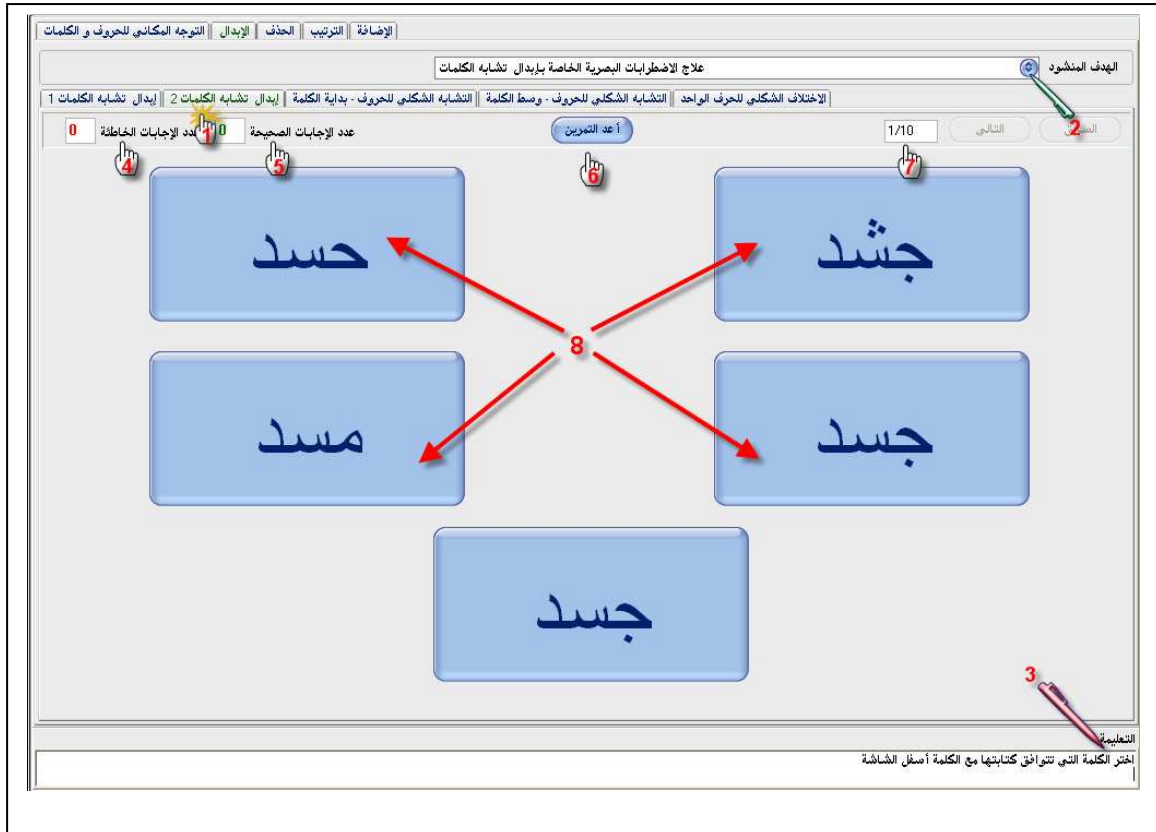 الإضافة الترتيب الحذف الإبدال التوجه المكاني للحروف و الكلمات
الهدف المنشود علاج الاضطرابات البصرية الخاصة بإبدال تشابه الكلمات
2
الاختلاف الشكلي للحرف الواحد التشابه الشكلي للحروف - وسط الكلمة التشابه الشكلي للحروف - بداية الكلمة إبدال تشابه الكلمات 2 إبدال تشابه الكلمات 1
التالي 1/10 أعد التمرين عدد الإجابات الصحيحة 0 عدد الإجابات الخاطئة 0
7 6 5 1 4
جشد حسد
8
جسد مسد
جسد
3
التعليمة
اختر الكلمة التي تتوافق كتابتها مع الكلمة أسفل الشاشة